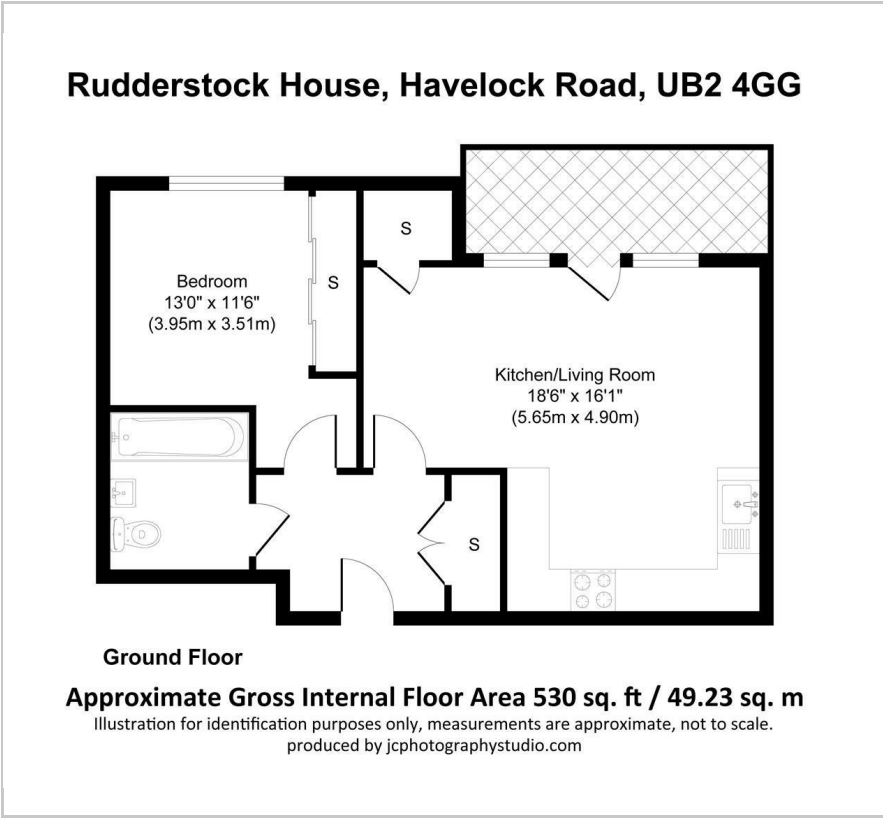 Rudderstock House, Havelock Road, UB2 4GG
S
S
Bedroom
13'0" x 11'6"
(3.95m x 3.51m)
Kitchen/Living Room
18'6" x 16'1"
(5.65m x 4.90m)
S
Ground Floor
Approximate Gross Internal Floor Area 530 sq. ft / 49.23 sq. m
Illustration for identification purposes only, measurements are approximate, not to scale.
produced by jcphotographystudio.com